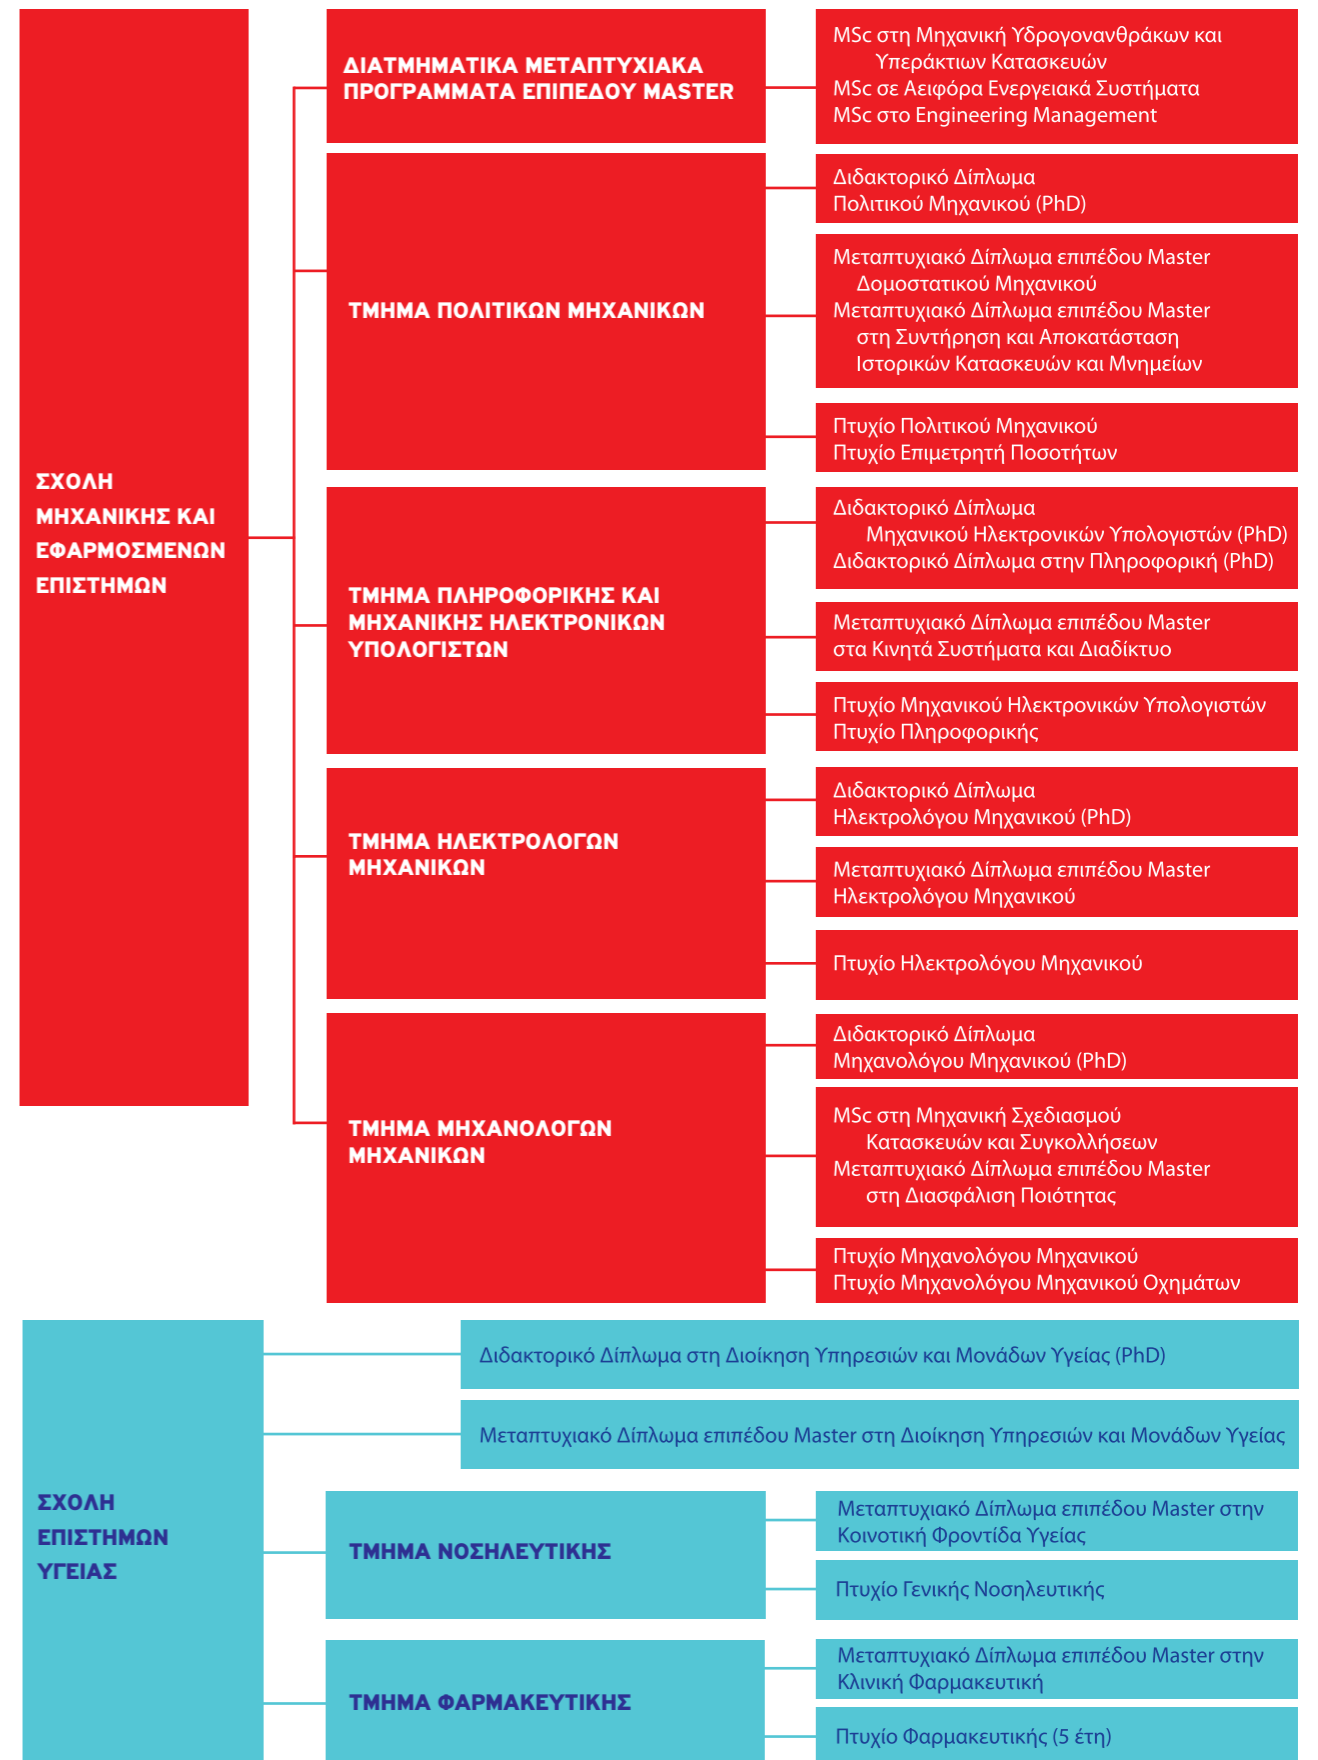 ΣΧΟΛΗ
ΜΗΧΑΝΙΚΗΣ ΚΑΙ
ΕΦΑΡΜΟΣΜΕΝΩΝ
ΕΠΙΣΤΗΜΩΝ
ΔΙΑΤΜΗΜΑΤΙΚΑ ΜΕΤΑΠΤΥΧΙΑΚΑ
ΠΡΟΓΡΑΜΜΑΤΑ ΕΠΙΠΕΔΟΥ MASTER
MSc στη Μηχανική Υδρογονανθράκων και
Υπεράκτιων Κατασκευών
MSc σε Αειφόρα Ενεργειακά Συστήματα
MSc στο Engineering Management
ΤΜΗΜΑ ΠΟΛΙΤΙΚΩΝ ΜΗΧΑΝΙΚΩΝ
Διδακτορικό Δίπλωμα
Πολιτικού Μηχανικού (PhD)
Μεταπτυχιακό Δίπλωμα επιπέδου Master
Δομοστατικού Μηχανικού
Μεταπτυχιακό Δίπλωμα επιπέδου Master
στη Συντήρηση και Αποκατάσταση
Ιστορικών Κατασκευών και Μνημείων
Πτυχίο Πολιτικού Μηχανικού
Πτυχίο Επιμετρητή Ποσοτήτων
ΤΜΗΜΑ ΠΛΗΡΟΦΟΡΙΚΗΣ ΚΑΙ
ΜΗΧΑΝΙΚΗΣ ΗΛΕΚΤΡΟΝΙΚΩΝ
ΥΠΟΛΟΓΙΣΤΩΝ
Διδακτορικό Δίπλωμα
Μηχανικού Ηλεκτρονικών Υπολογιστών (PhD)
Διδακτορικό Δίπλωμα στην Πληροφορική (PhD)
Μεταπτυχιακό Δίπλωμα επιπέδου Master
στα Κινητά Συστήματα και Διαδίκτυο
Πτυχίο Μηχανικού Ηλεκτρονικών Υπολογιστών
Πτυχίο Πληροφορικής
ΤΜΗΜΑ ΗΛΕΚΤΡΟΛΟΓΩΝ
ΜΗΧΑΝΙΚΩΝ
Διδακτορικό Δίπλωμα
Ηλεκτρολόγου Μηχανικού (PhD)
Μεταπτυχιακό Δίπλωμα επιπέδου Master
Ηλεκτρολόγου Μηχανικού
Πτυχίο Ηλεκτρολόγου Μηχανικού
ΤΜΗΜΑ ΜΗΧΑΝΟΛΟΓΩΝ
ΜΗΧΑΝΙΚΩΝ
Διδακτορικό Δίπλωμα
Μηχανολόγου Μηχανικού (PhD)
MSc στη Μηχανική Σχεδιασμού
Κατασκευών και Συγκολλήσεων
Μεταπτυχιακό Δίπλωμα επιπέδου Master
στη Διασφάλιση Ποιότητας
Πτυχίο Μηχανολόγου Μηχανικού
Πτυχίο Μηχανολόγου Μηχανικού Οχημάτων
ΣΧΟΛΗ
ΕΠΙΣΤΗΜΩΝ
ΥΓΕΙΑΣ
Διδακτορικό Δίπλωμα στη Διοίκηση Υπηρεσιών και Μονάδων Υγείας (PhD)
Μεταπτυχιακό Δίπλωμα επιπέδου Master στη Διοίκηση Υπηρεσιών και Μονάδων Υγείας
ΤΜΗΜΑ ΝΟΣΗΛΕΥΤΙΚΗΣ
Μεταπτυχιακό Δίπλωμα επιπέδου Master στην
Κοινοτική Φροντίδα Υγείας
Πτυχίο Γενικής Νοσηλευτικής
ΤΜΗΜΑ ΦΑΡΜΑΚΕΥΤΙΚΗΣ
Μεταπτυχιακό Δίπλωμα επιπέδου Master στην
Κλινική Φαρμακευτική
Πτυχίο Φαρμακευτικής (5 έτη)